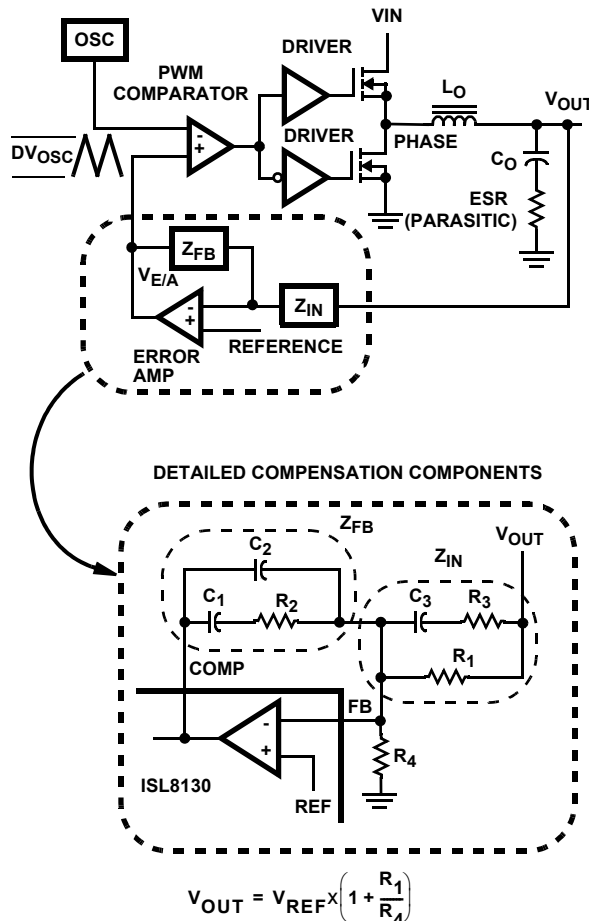 OSC
VIN
DRIVER
PWM
COMPARATOR
LO
VOUT
DRIVER
PHASE
DVOSC
-
+
CO
ESR
(PARASITIC)
ZFB
VE/A
ZIN
-
+
REFERENCE
ERROR
AMP
DETAILED COMPENSATION COMPONENTS
ZFB
C2
VOUT
ZIN
C1
R2
C3
R3
COMP
R1
FB
-
+
R4
ISL8130
REF
VOUT = VREF × (1 + R1/R4)